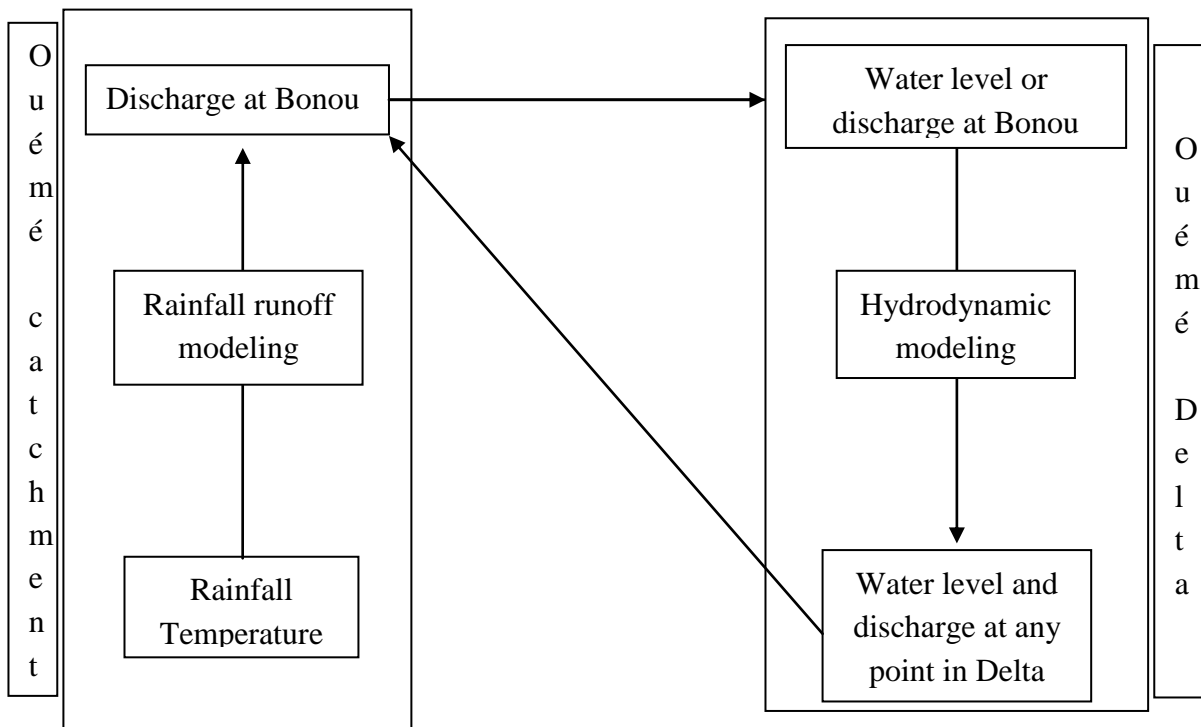 Ouémé catchment
Discharge at Bonou
Rainfall runoff
modeling
Rainfall
Temperature
Water level or
discharge at Bonou
Hydrodynamic
modeling
Water level and
discharge at any
point in Delta
Ouémé Delta